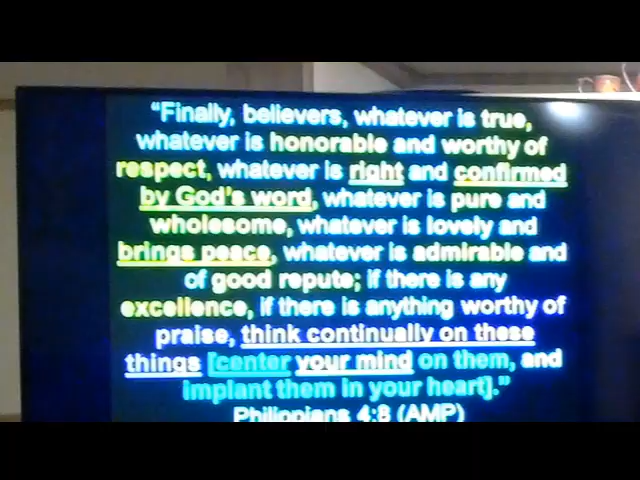 “Finally, believers, whatever is true,
whatever is honorable and worthy of
respect, whatever is right and confirmed
by God's word, whatever is pure and
wholesome, whatever is lovely and
brings peace, whatever is admirable and
of good repute; if there is any
excellence, if there is anything worthy of
praise, think continually on these
things [center your mind on them, and
implant them in your heart].”
Philippians 4:8 (AMP)